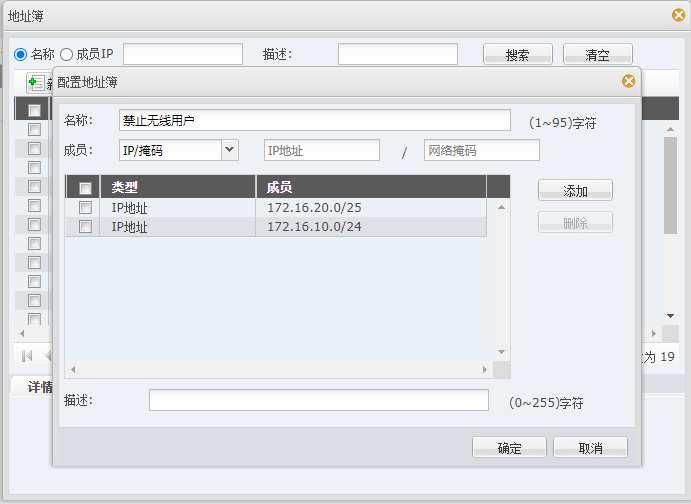 地址簿
名称 成员IP 描述: 搜索 清空
配置地址簿
名称: 禁止无线用户 (1~95)字符
成员: IP/掩码 IP地址 / 网络掩码
类型 成员 添加
IP地址 172.16.20.0/25
删除
IP地址 172.16.10.0/24
为 19
详情
描述: (0~255)字符
确定 取消